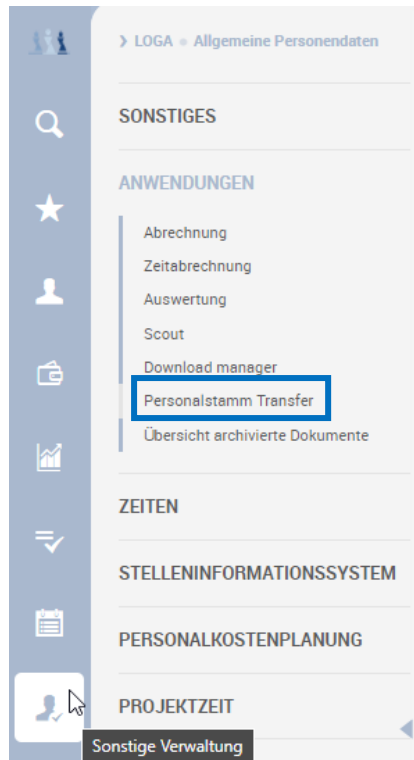 ❯ LOGA • Allgemeine Personendaten
SONSTIGES
ANWENDUNGEN
Abrechnung
Zeitabrechnung
Auswertung
Scout
Download manager
Personalstamm Transfer
Übersicht archivierte Dokumente
ZEITEN
STELLENINFORMATIONSSYSTEM
PERSONALKOSTENPLANUNG
PROJEKTZEIT
Sonstige Verwaltung